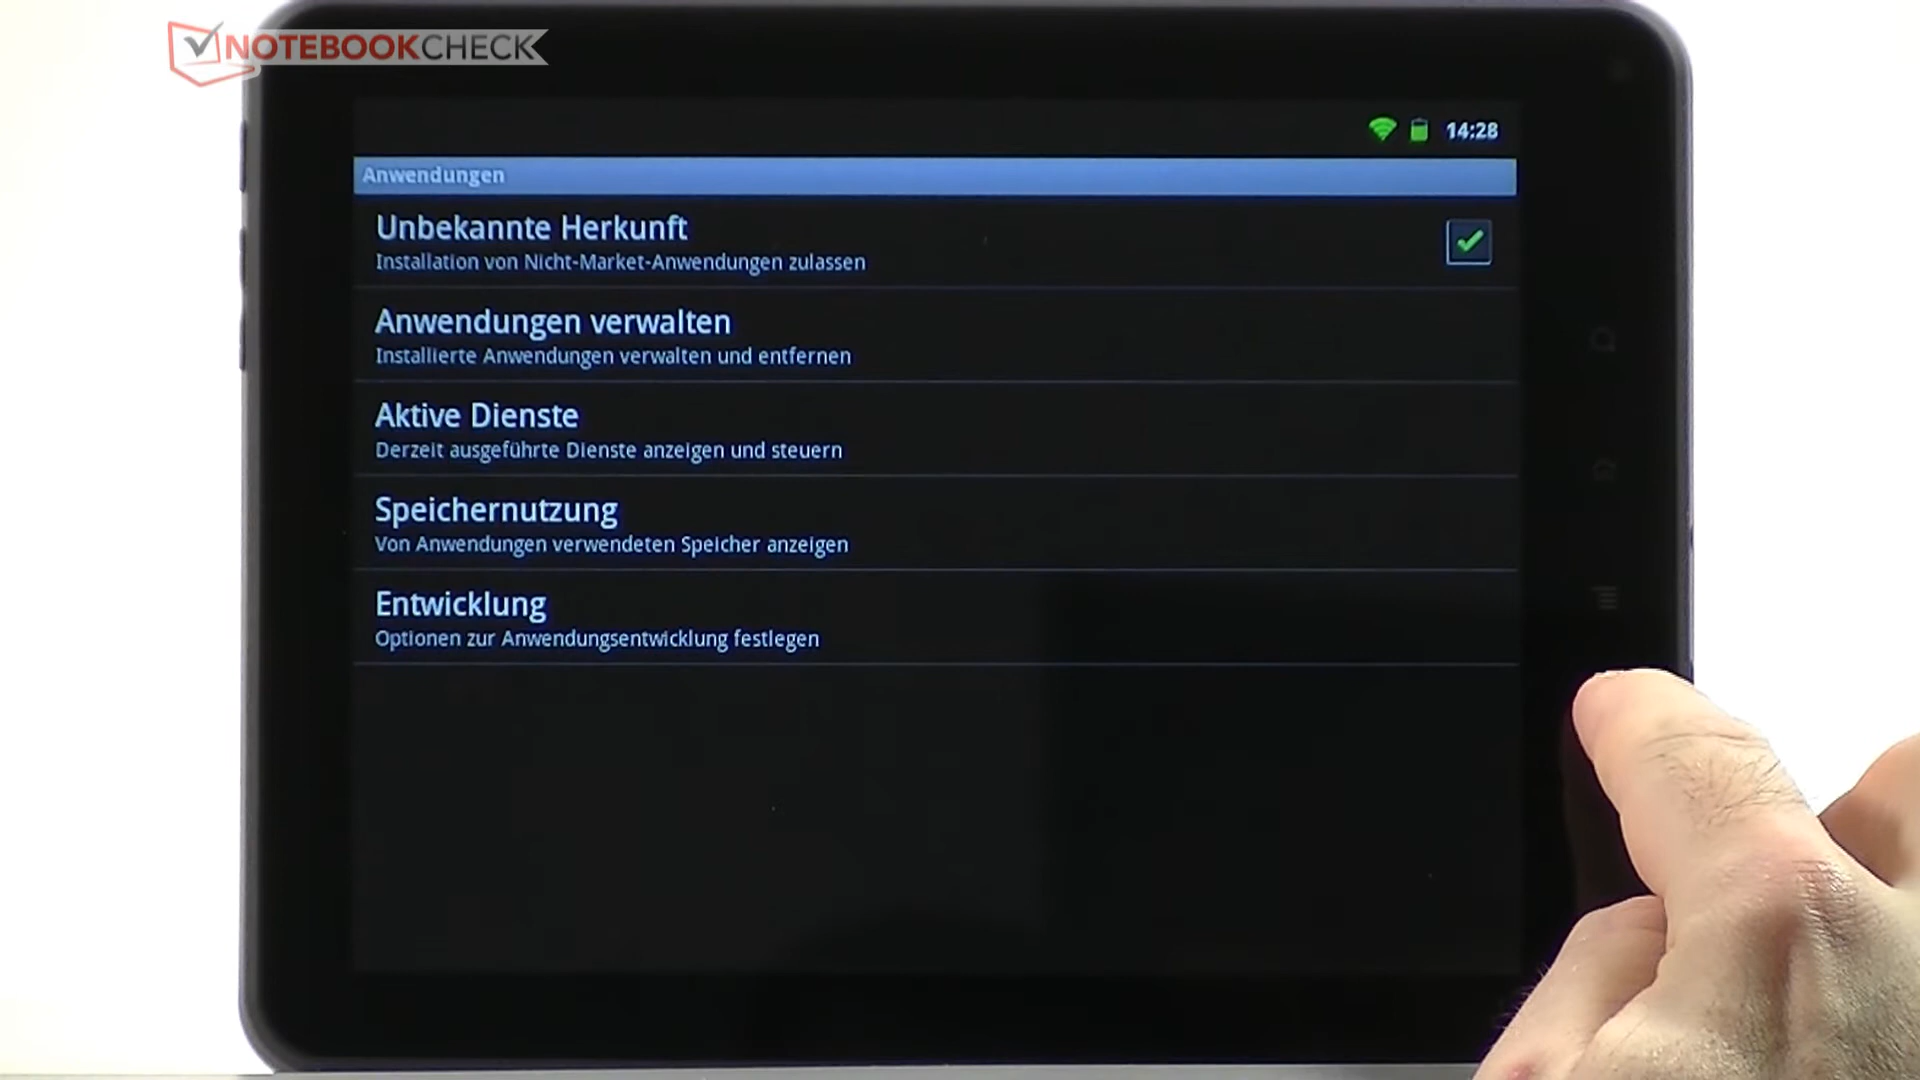 NOTEBOOKCHECK
14:28
Anwendungen
Unbekannte Herkunft
Installation von Nicht-Market-Anwendungen zulassen
Anwendungen verwalten
Installierte Anwendungen verwalten und entfernen
Aktive Dienste
Derzeit ausgeführte Dienste anzeigen und steuern
Speichernutzung
Von Anwendungen verwendeten Speicher anzeigen
Entwicklung
Optionen zur Anwendungsentwicklung festlegen